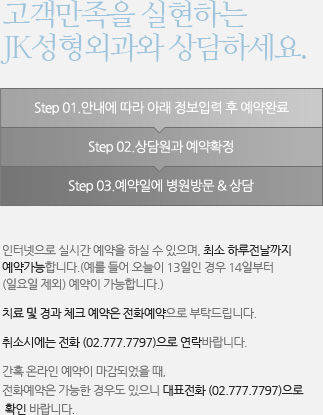 고객만족을 실현하는
JK성형외과와 상담하세요.
Step 01.안내에 따라 아래 정보입력 후 예약완료
Step 02.상담원과 예약확정
Step 03.예약일에 병원방문 & 상담
인터넷으로 실시간 예약을 하실 수 있으며, 최소 하루전날까지
예약가능합니다.(예를 들어 오늘이 13일인 경우 14일부터
(일요일 제외) 예약이 가능합니다.)
치료 및 경과 체크 예약은 전화예약으로 부탁드립니다.
취소시에는 전화 (02.777.7797)으로 연락바랍니다.
간혹 온라인 예약이 마감되었을 때,
전화예약은 가능한 경우도 있으니 대표전화 (02.777.7797)으로
확인 바랍니다.